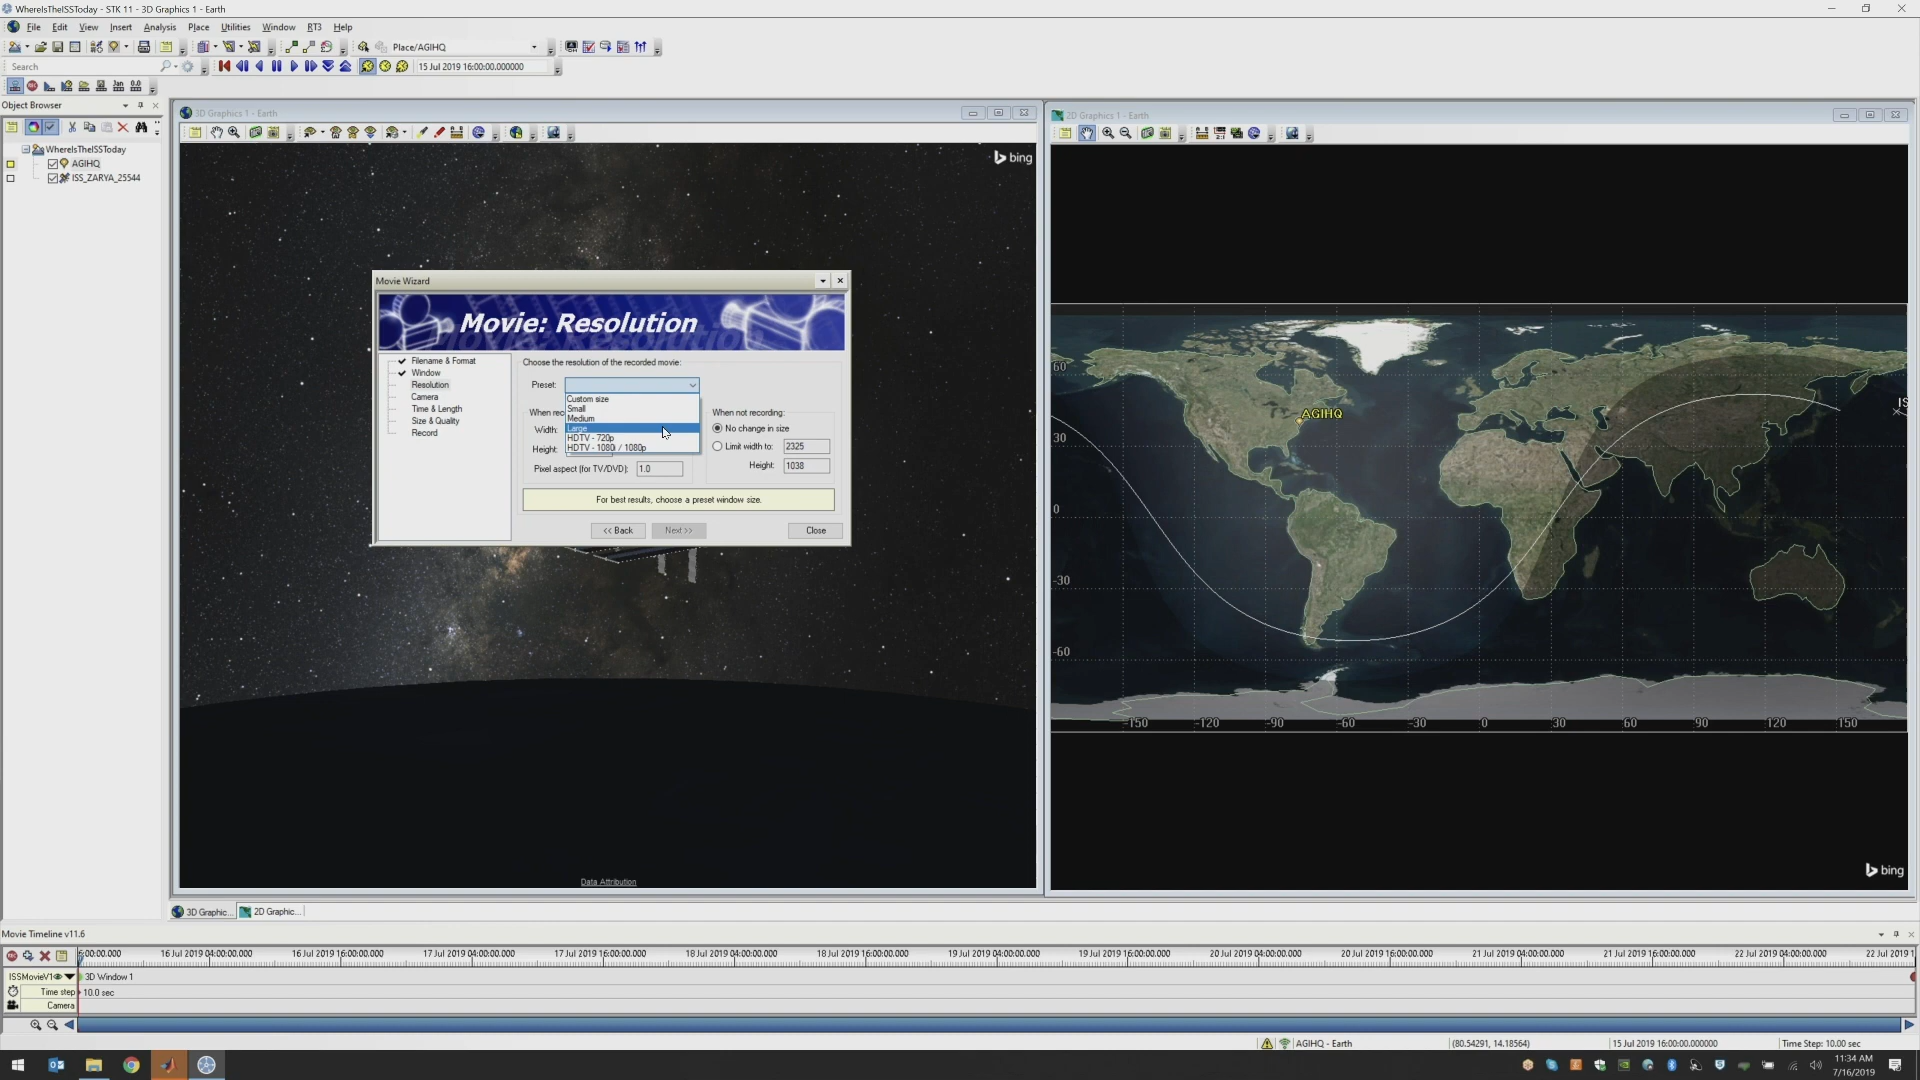 WhereIsTheISSToday - STK 11 - 3D Graphics 1 - Earth
File Edit View Insert Analysis Place Utilities Window RT3 Help
Place/AGIHQ
Search
15 Jul 2019 16:00:00.000000
Object Browser
WhereIsTheISSToday
AGIHQ
ISS_ZARYA_25544
3D Graphics 1 - Earth
bing
Movie Wizard
Movie: Resolution
Filename & Format
Window
Resolution
Camera
Time & Length
Size & Quality
Record
Choose the resolution of the recorded movie:
Preset:
Custom size
Small
Medium
Large
HDTV - 720p
HDTV - 1080i / 1080p
When rec
Width:
Height:
Pixel aspect (for TV/DVD): 1.0
When not recording:
No change in size
Limit width to: 2325
Height: 1038
For best results, choose a preset window size.
<< Back Next >> Close
Data Attribution
2D Graphics 1 - Earth
60
30
0
-30
-60
AGIHQ
IS
-150 -120 -90 -60 -30 0 30 60 90 120 150
bing
3D Graphic... 2D Graphic...
Movie Timeline v11.6
6:00:00.000 16 Jul 2019 04:00:00.000 16 Jul 2019 16:00:00.000 17 Jul 2019 04:00:00.000 17 Jul 2019 16:00:00.000 18 Jul 2019 04:00:00.000 18 Jul 2019 16:00:00.000 19 Jul 2019 04:00:00.000 19 Jul 2019 16:00:00.000 20 Jul 2019 04:00:00.000 20 Jul 2019 16:00:00.000 21 Jul 2019 04:00:00.000 21 Jul 2019 16:00:00.000 22 Jul 2019 04:00:00.000 22 Jul 2019 1
ISSMovieV1 3D Window 1
Time step 10.0 sec
Camera
AGIHQ - Earth (80.54291, 14.18564) 15 Jul 2019 16:00:00.000000 Time Step: 10.00 sec
11:34 AM
7/16/2019